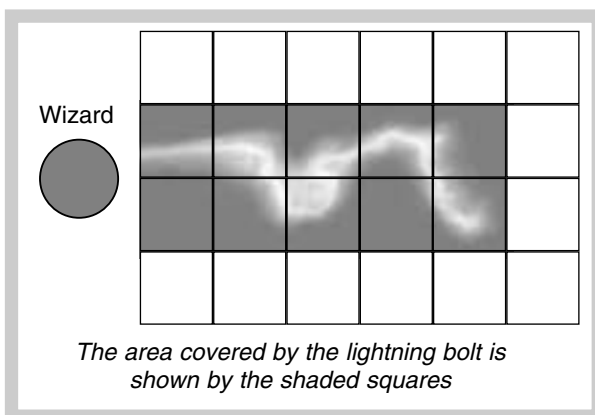 Wizard
The area covered by the lightning bolt is
shown by the shaded squares